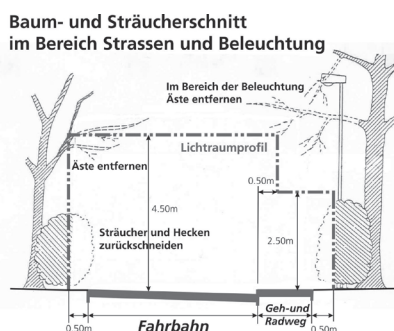 Baum- und Sträucherschnitt
im Bereich Strassen und Beleuchtung
Im Bereich der Beleuchtung
Äste entfernen
Lichtraumprofil
Äste entfernen
0.50m
4.50m
Sträucher und Hecken
zurückschneiden
2.50m
Geh-und
Radweg
0.50m
Fahrbahn
0.50m